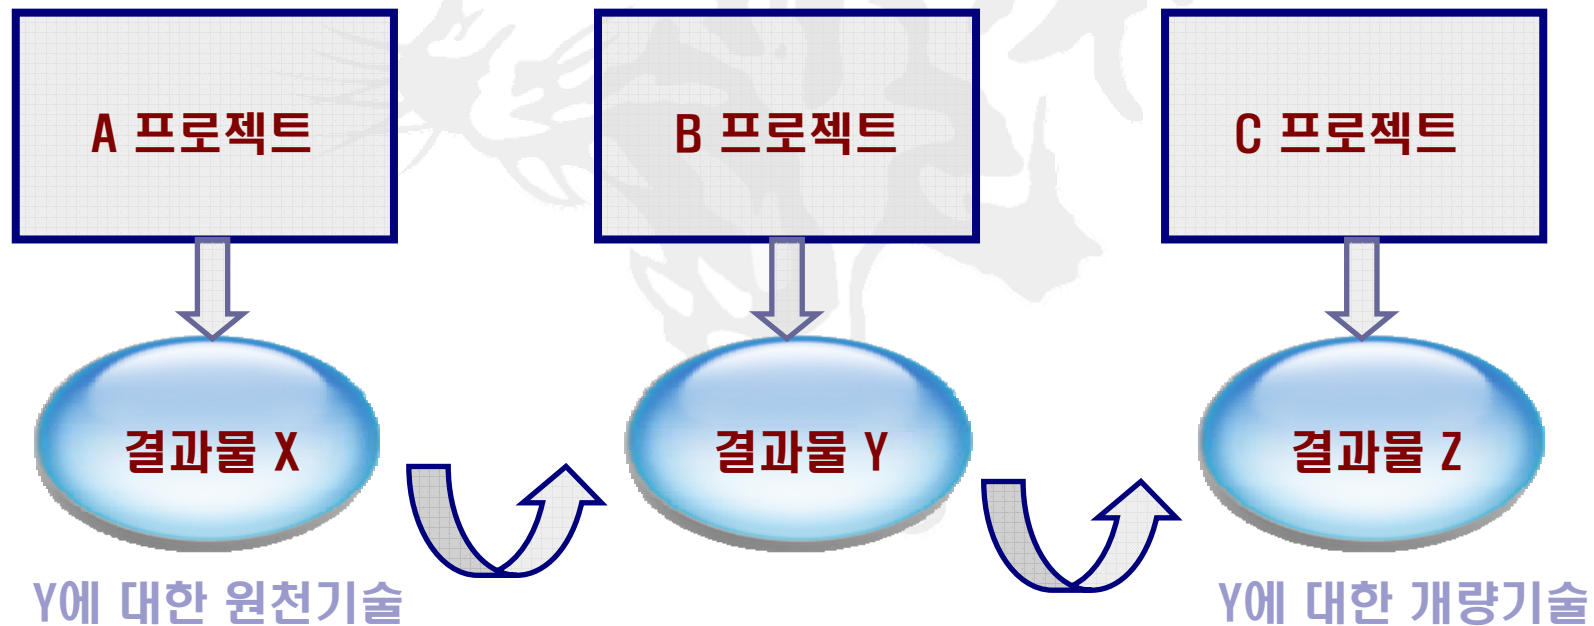 A 프로젝트
B 프로젝트
C 프로젝트
결과물 X
결과물 Y
결과물 Z
Y에 대한 원천기술
Y에 대한 개량기술